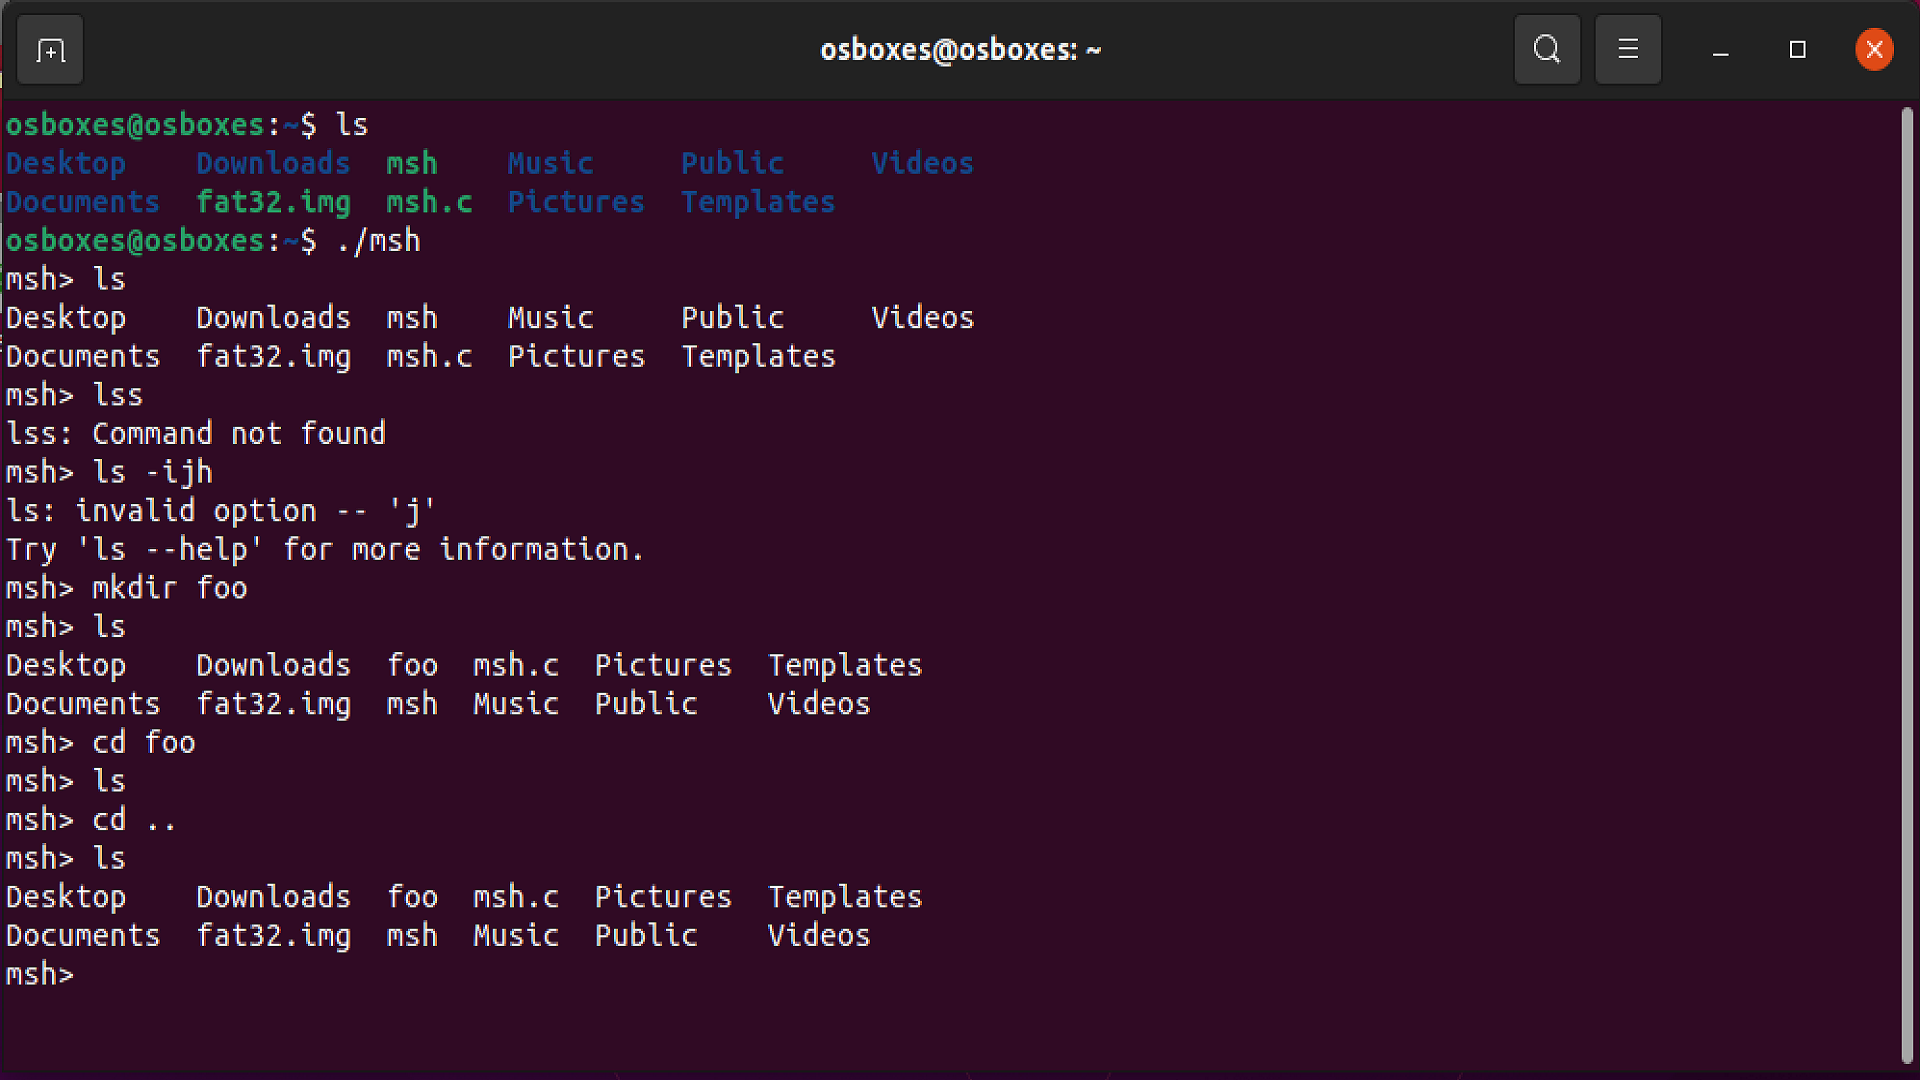 osboxes@osboxes: ~
osboxes@osboxes:~$ ls
Desktop    Downloads  msh    Music     Public     Videos
Documents  fat32.img  msh.c  Pictures  Templates
osboxes@osboxes:~$ ./msh
msh> ls
Desktop    Downloads  msh    Music     Public     Videos
Documents  fat32.img  msh.c  Pictures  Templates
msh> lss
lss: Command not found
msh> ls -ijh
ls: invalid option -- 'j'
Try 'ls --help' for more information.
msh> mkdir foo
msh> ls
Desktop    Downloads  foo  msh.c  Pictures  Templates
Documents  fat32.img  msh  Music  Public    Videos
msh> cd foo
msh> ls
msh> cd ..
msh> ls
Desktop    Downloads  foo  msh.c  Pictures  Templates
Documents  fat32.img  msh  Music  Public    Videos
msh>